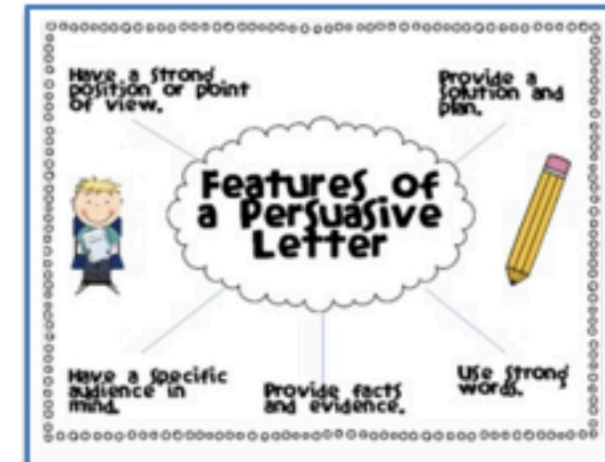 Have a strong
position or point
of view.
Provide a
solution and
plan.
Features of
a Persuasive
Letter
Have a specific
audience in
mind.
Provide facts
and evidence.
Use strong
words.